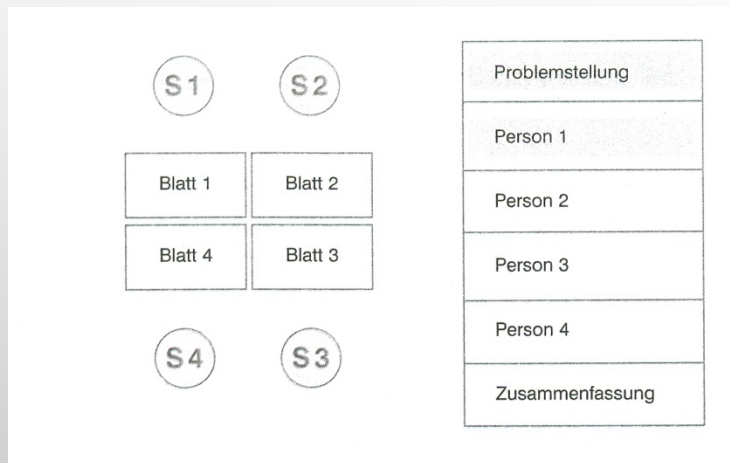 S1 S2
Blatt 1 Blatt 2
Blatt 4 Blatt 3
S4 S3
Problemstellung
Person 1
Person 2
Person 3
Person 4
Zusammenfassung